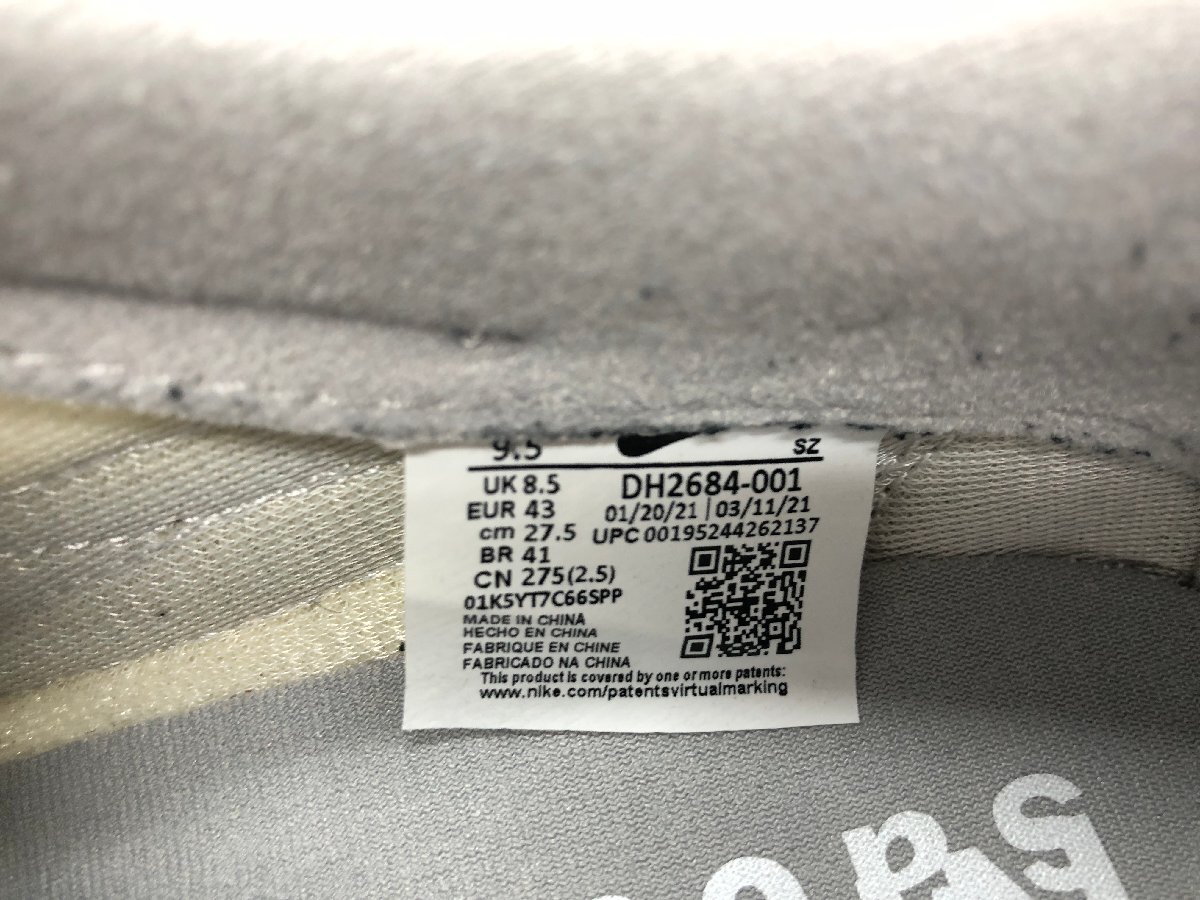 9.5 SZ
UK 8.5 DH2684-001
EUR 43 01/20/21 | 03/11/21
cm 27.5 UPC 00195244262137
BR 41
CN 275(2.5)
01K5YT7C66SPP
MADE IN CHINA
HECHO EN CHINA
FABRIQUE EN CHINE
FABRICADO NA CHINA
This product is covered by one or more patents:
www.nike.com/patentsvirtualmarking